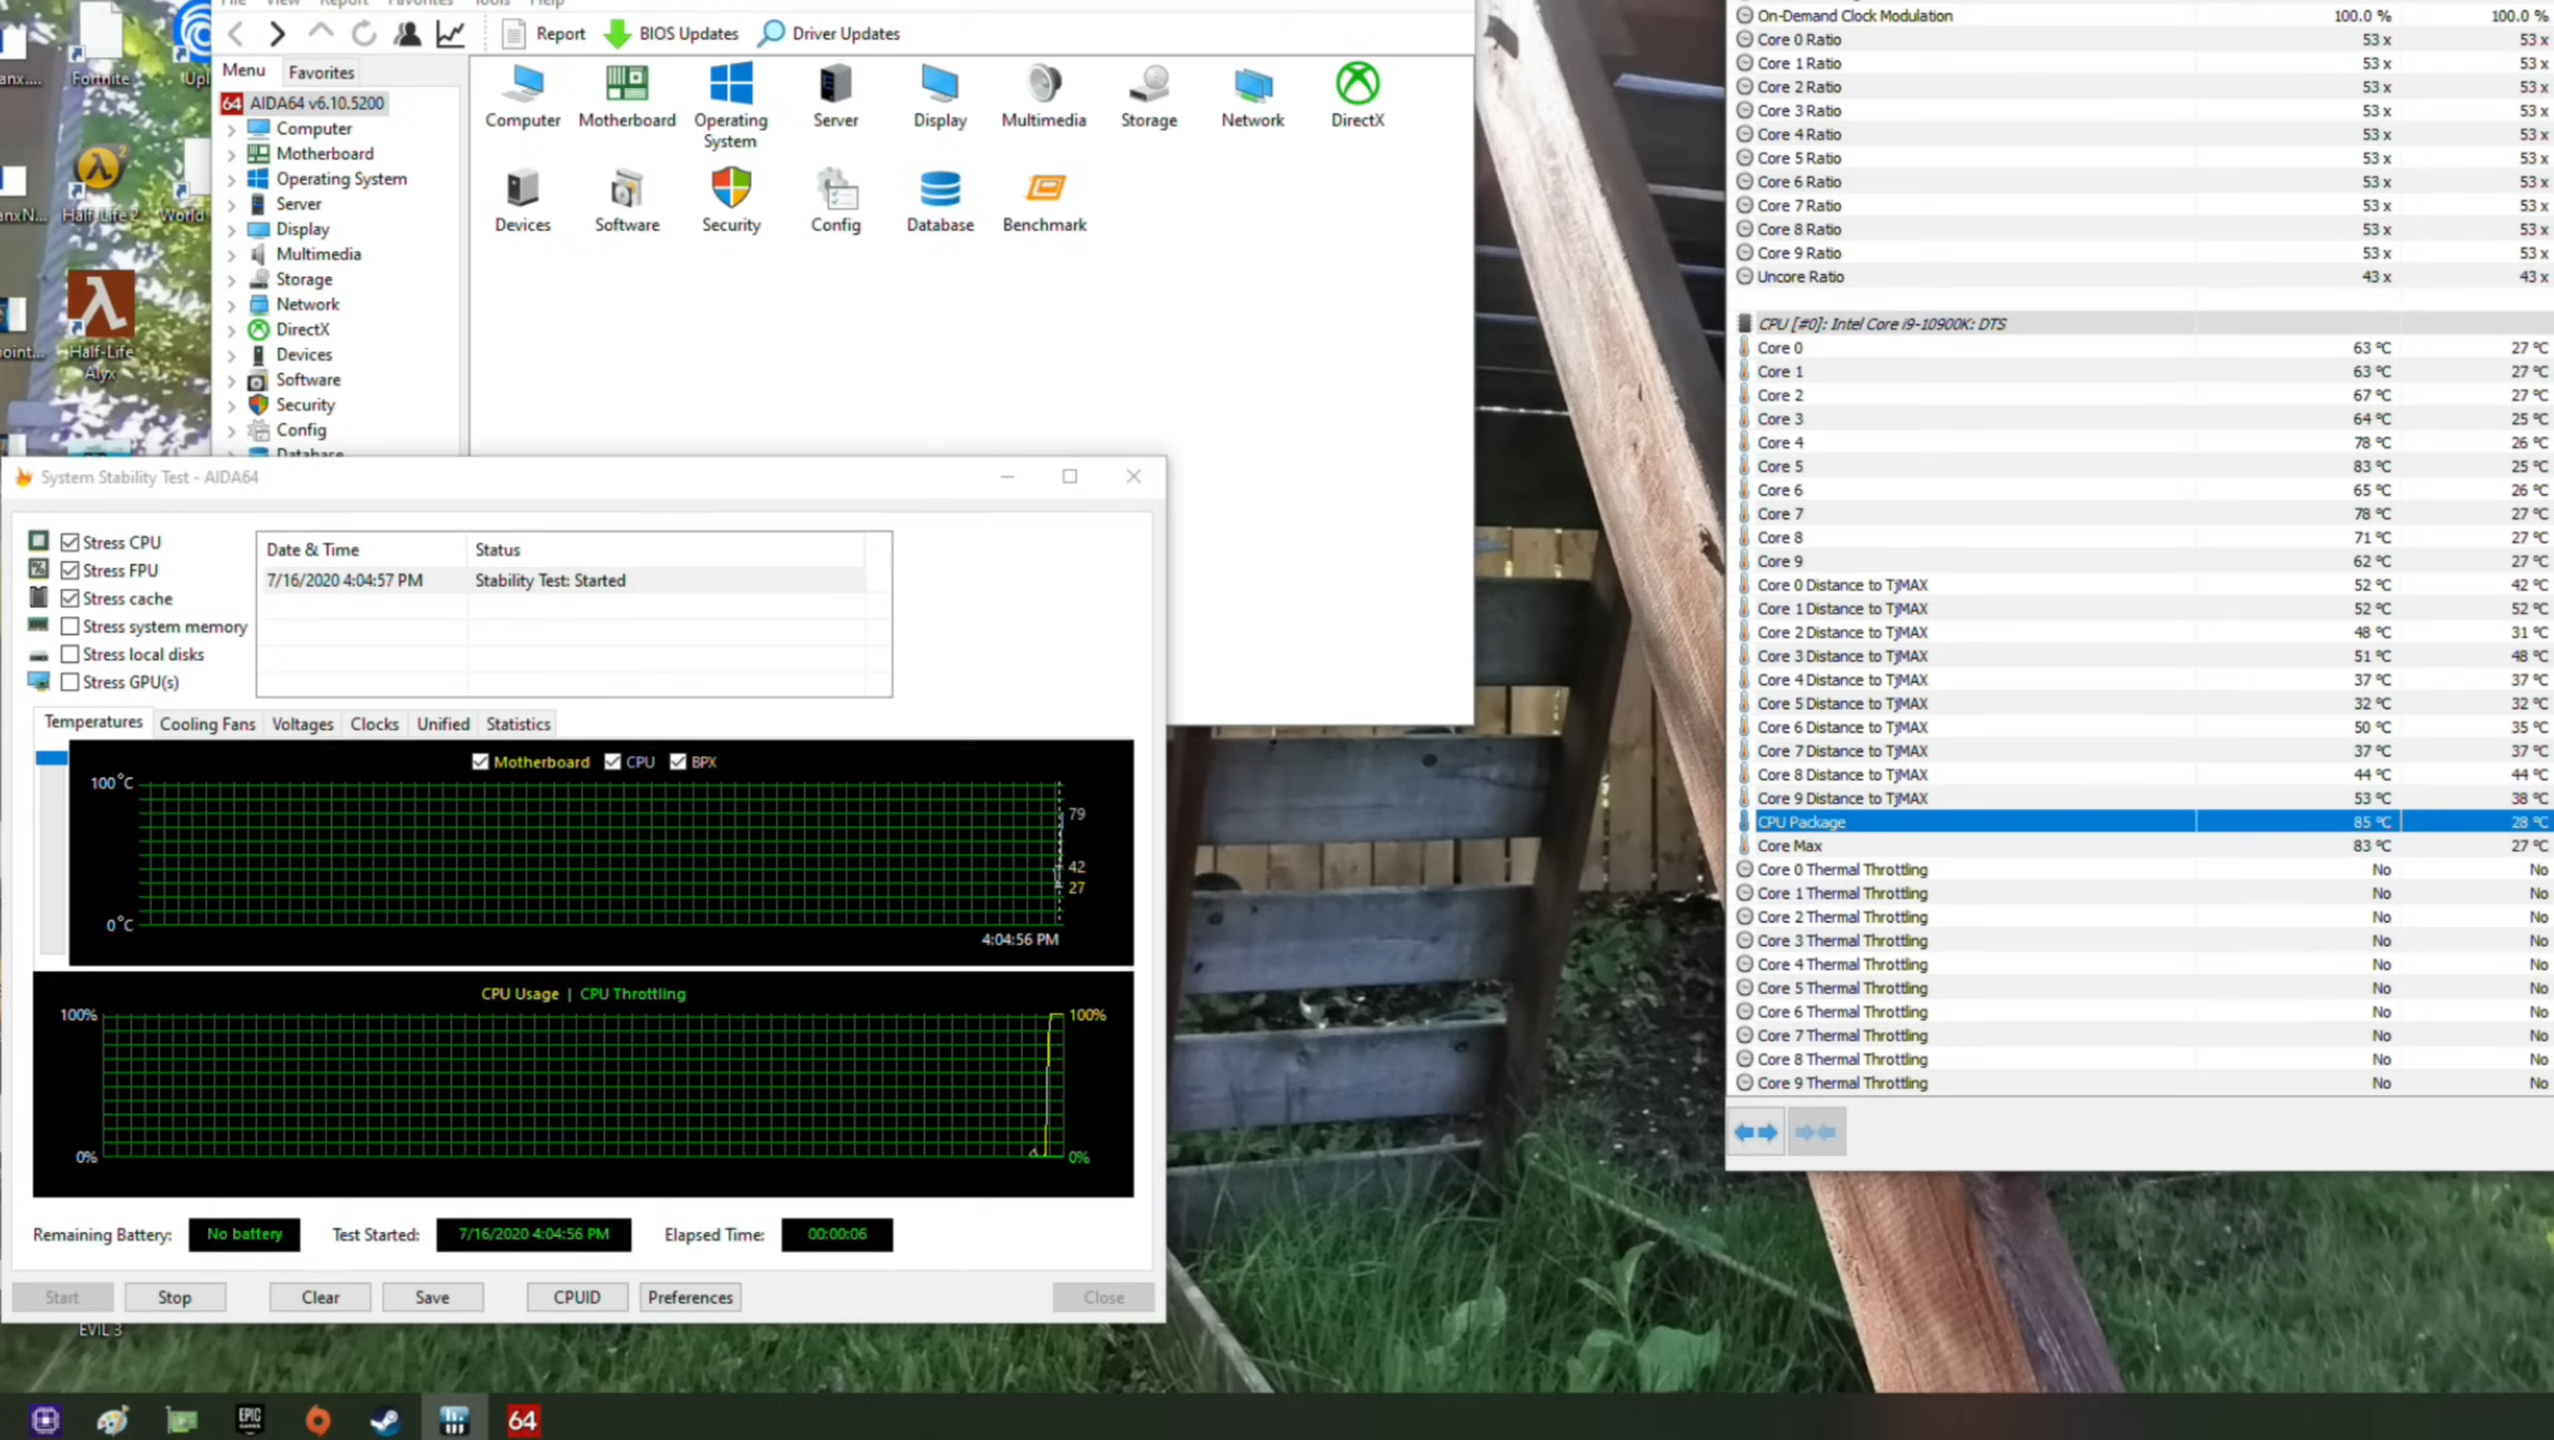 File View Report Favorites Tools Help
Report BIOS Updates Driver Updates
Menu Favorites
AIDA64 v6.10.5200
Computer
Motherboard
Operating System
Server
Display
Multimedia
Storage
Network
DirectX
Devices
Software
Security
Config
Database
Computer Motherboard Operating System Server Display Multimedia Storage Network DirectX
Devices Software Security Config Database Benchmark
Fortnite
Upl
Half-Life 2
World
Half-Life Alyx
EVIL 3
System Stability Test - AIDA64
Stress CPU
Stress FPU
Stress cache
Stress system memory
Stress local disks
Stress GPU(s)
Date & Time Status
7/16/2020 4:04:57 PM Stability Test: Started
Temperatures Cooling Fans Voltages Clocks Unified Statistics
Motherboard CPU BPX
100°C
79
42
27
0°C
4:04:56 PM
CPU Usage | CPU Throttling
100% 100%
0% 0%
Remaining Battery: No battery Test Started: 7/16/2020 4:04:56 PM Elapsed Time: 00:00:06
Start Stop Clear Save CPUID Preferences Close
On-Demand Clock Modulation 100.0 % 100.0 %
Core 0 Ratio 53 x 53 x
Core 1 Ratio 53 x 53 x
Core 2 Ratio 53 x 53 x
Core 3 Ratio 53 x 53 x
Core 4 Ratio 53 x 53 x
Core 5 Ratio 53 x 53 x
Core 6 Ratio 53 x 53 x
Core 7 Ratio 53 x 53 x
Core 8 Ratio 53 x 53 x
Core 9 Ratio 53 x 53 x
Uncore Ratio 43 x 43 x
CPU [#0]: Intel Core i9-10900K: DTS
Core 0 63 °C 27 °C
Core 1 63 °C 27 °C
Core 2 67 °C 27 °C
Core 3 64 °C 25 °C
Core 4 78 °C 26 °C
Core 5 83 °C 25 °C
Core 6 65 °C 26 °C
Core 7 78 °C 27 °C
Core 8 71 °C 27 °C
Core 9 62 °C 27 °C
Core 0 Distance to TjMAX 52 °C 42 °C
Core 1 Distance to TjMAX 52 °C 52 °C
Core 2 Distance to TjMAX 48 °C 31 °C
Core 3 Distance to TjMAX 51 °C 48 °C
Core 4 Distance to TjMAX 37 °C 37 °C
Core 5 Distance to TjMAX 32 °C 32 °C
Core 6 Distance to TjMAX 50 °C 35 °C
Core 7 Distance to TjMAX 37 °C 37 °C
Core 8 Distance to TjMAX 44 °C 44 °C
Core 9 Distance to TjMAX 53 °C 38 °C
CPU Package 85 °C 28 °C
Core Max 83 °C 27 °C
Core 0 Thermal Throttling No No
Core 1 Thermal Throttling No No
Core 2 Thermal Throttling No No
Core 3 Thermal Throttling No No
Core 4 Thermal Throttling No No
Core 5 Thermal Throttling No No
Core 6 Thermal Throttling No No
Core 7 Thermal Throttling No No
Core 8 Thermal Throttling No No
Core 9 Thermal Throttling No No
EPIC GAMES
64